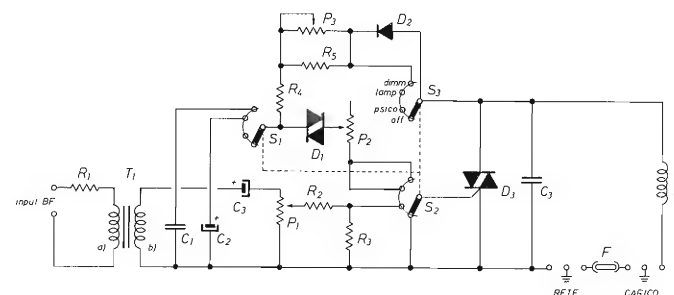 P3
D2
R5
dimm
lamp
psico
off
S3
R4
S1
D1
P2
R1
T1
input BF
a)
b)
C1
+
C2
+
C3
P1
R2
R3
S2
D3
C3
F
RETE
CARICO